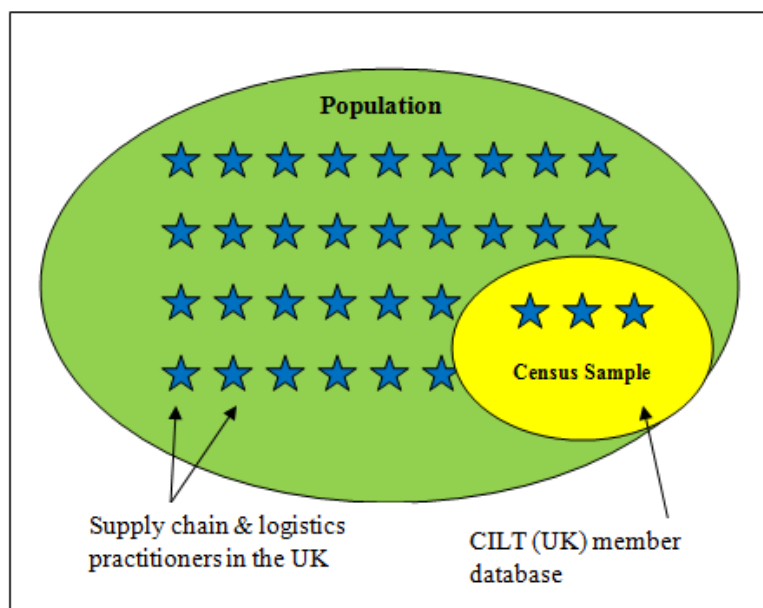 Population
Census Sample
Supply chain & logistics
practitioners in the UK
CILT (UK) member
database